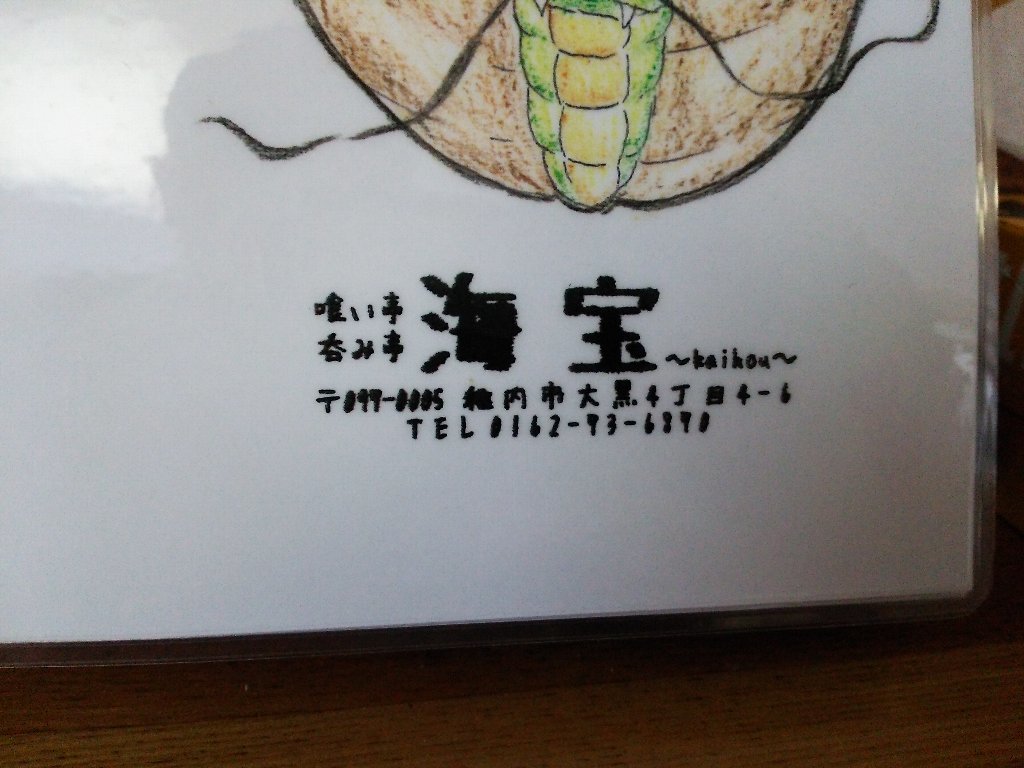 喰い亭
呑み亭
海宝 ～kaihou～
〒097-0005 稚内市大黒4丁目4-6
TEL 0162-73-6890